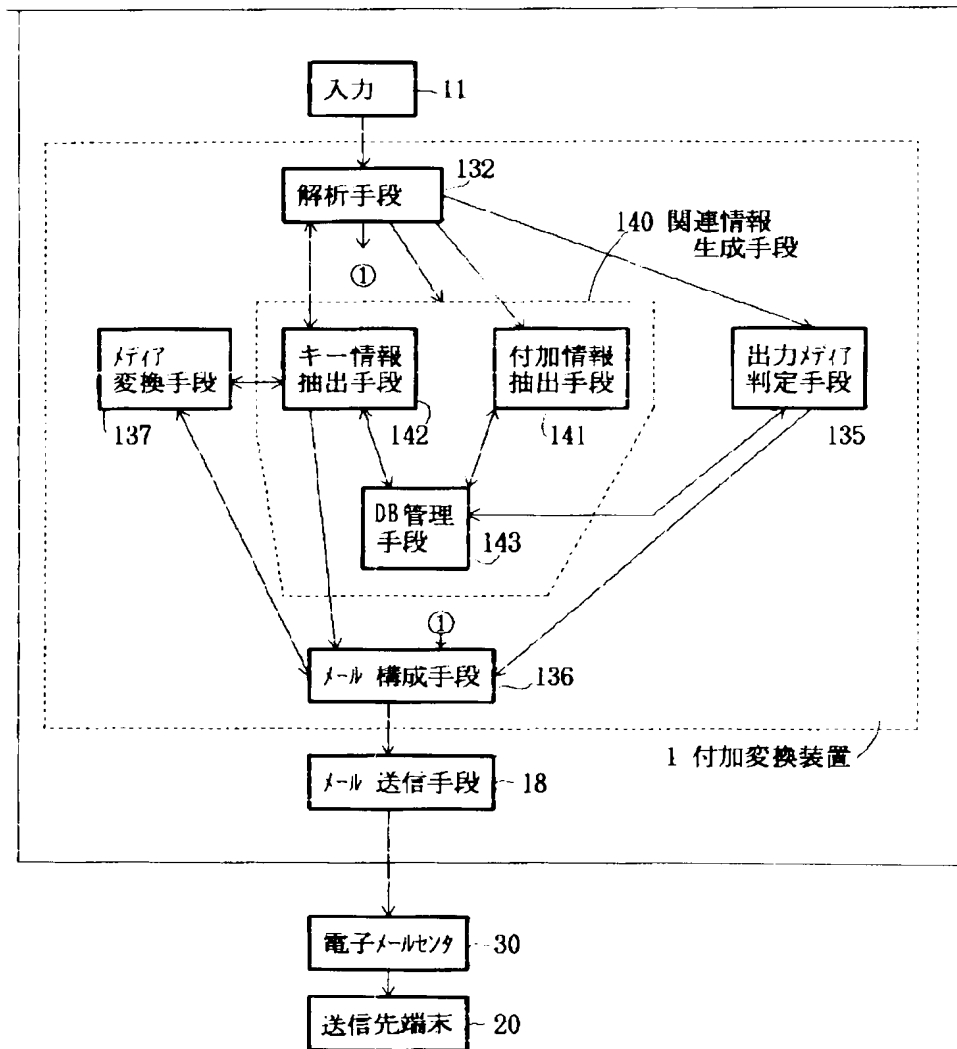 入力
11
解析手段
132
①
140 関連情報
生成手段
メディア
変換手段
137
キー情報
抽出手段
142
付加情報
抽出手段
141
出力メディア
判定手段
135
DB管理
手段
143
①
メール 構成手段
136
1 付加変換装置
メール 送信手段
18
電子メールセンタ
30
送信先端末
20